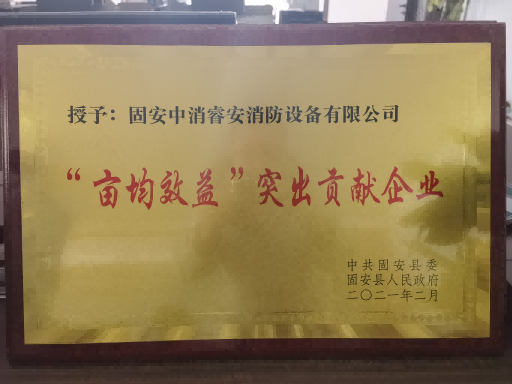 授予：固安中消睿安消防设备有限公司
“亩均效益”突出贡献企业
中共固安县委
固安县人民政府
二〇二一年二月